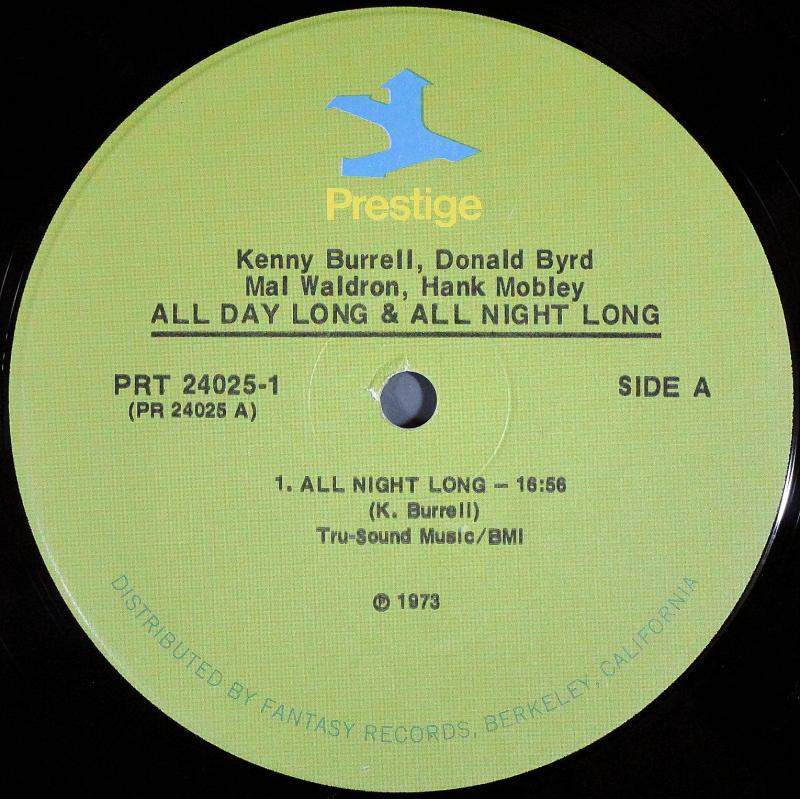 Prestige
Kenny Burrell, Donald Byrd
Mal Waldron, Hank Mobley
ALL DAY LONG & ALL NIGHT LONG
PRT 24025-1
(PR 24025 A)
SIDE A
1. ALL NIGHT LONG – 16:56
(K. Burrell)
Tru-Sound Music/BMI
℗ 1973
DISTRIBUTED BY FANTASY RECORDS, BERKELEY, CALIFORNIA